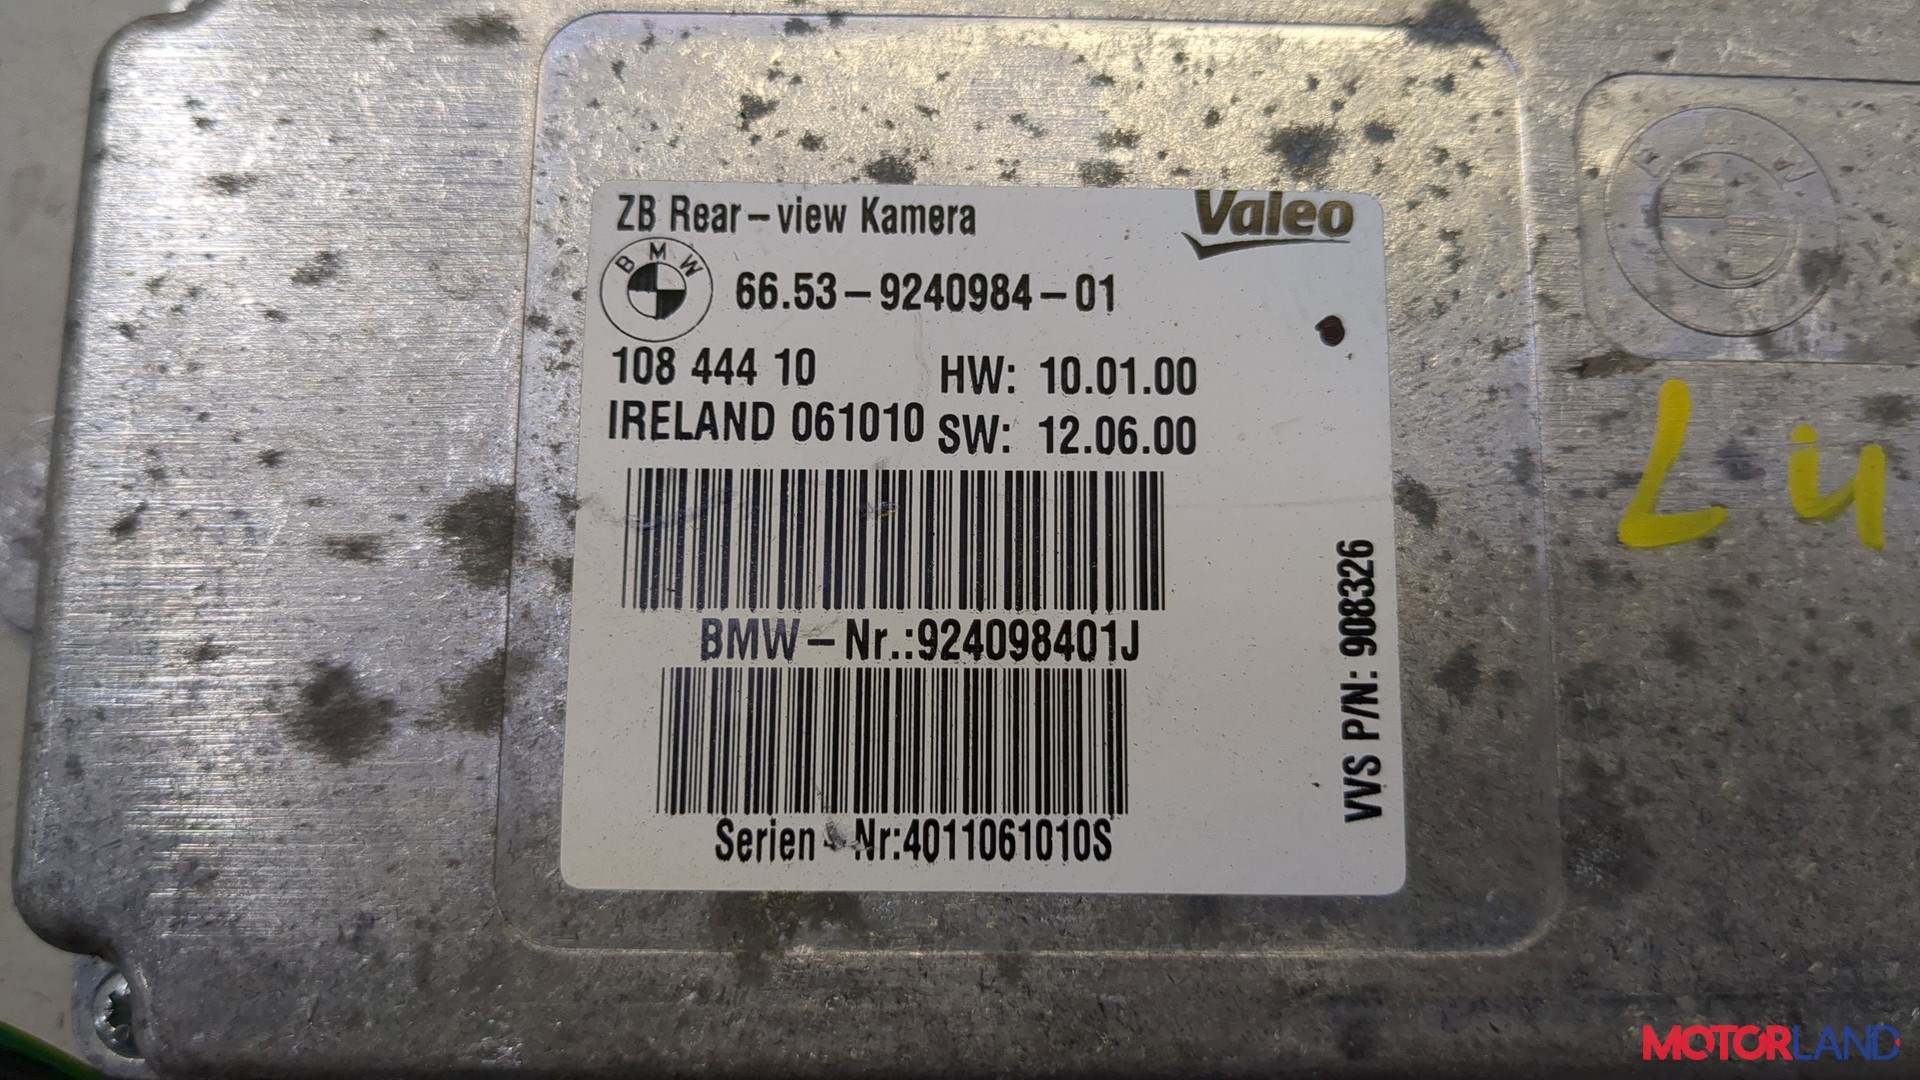 ZB Rear-view Kamera
Valeo
BMW
66.53-9240984-01
108 444 10
HW: 10.01.00
IRELAND 061010
SW: 12.06.00
BMW-Nr.:924098401J
Serien-Nr:4011061010S
VVS P/N: 908326
BMW
MOTORLAND